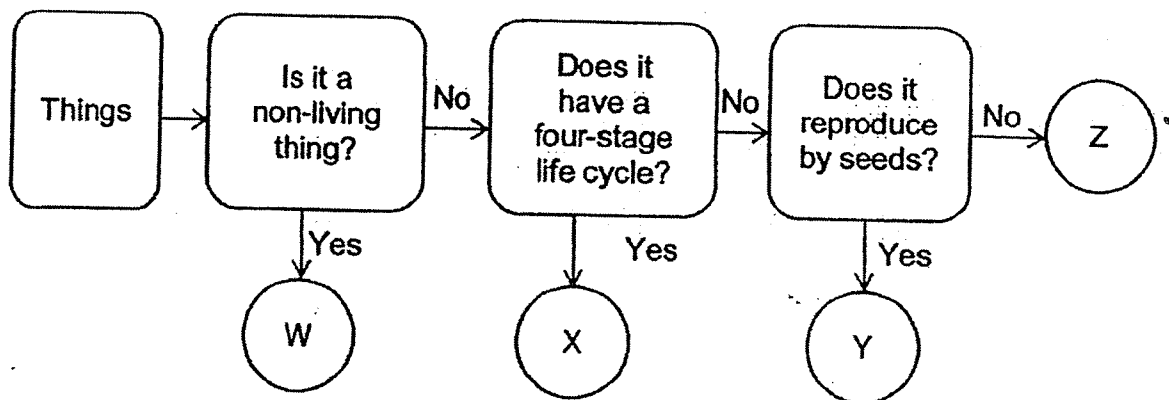 Things
Is it a
non-living
thing?
No
Does it
have a
four-stage
life cycle?
No
Does it
reproduce
by seeds?
No
Z
Yes
W
Yes
X
Yes
Y